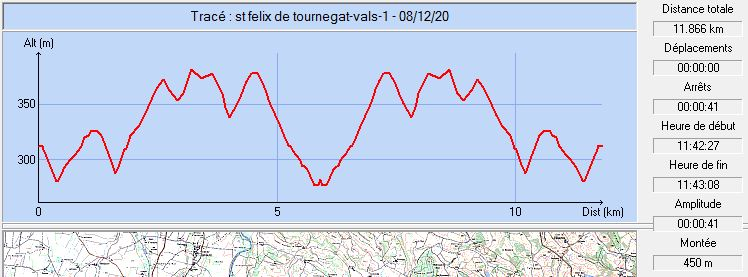 Tracé : st felix de tournegat-vals-1 - 08/12/20
Alt (m)
350
300
0
5
10
Dist (km)
Distance totale
11.866 km
Déplacements
00:00:00
Arrêts
00:00:41
Heure de début
11:42:27
Heure de fin
11:43:08
Amplitude
00:00:41
Montée
450 m